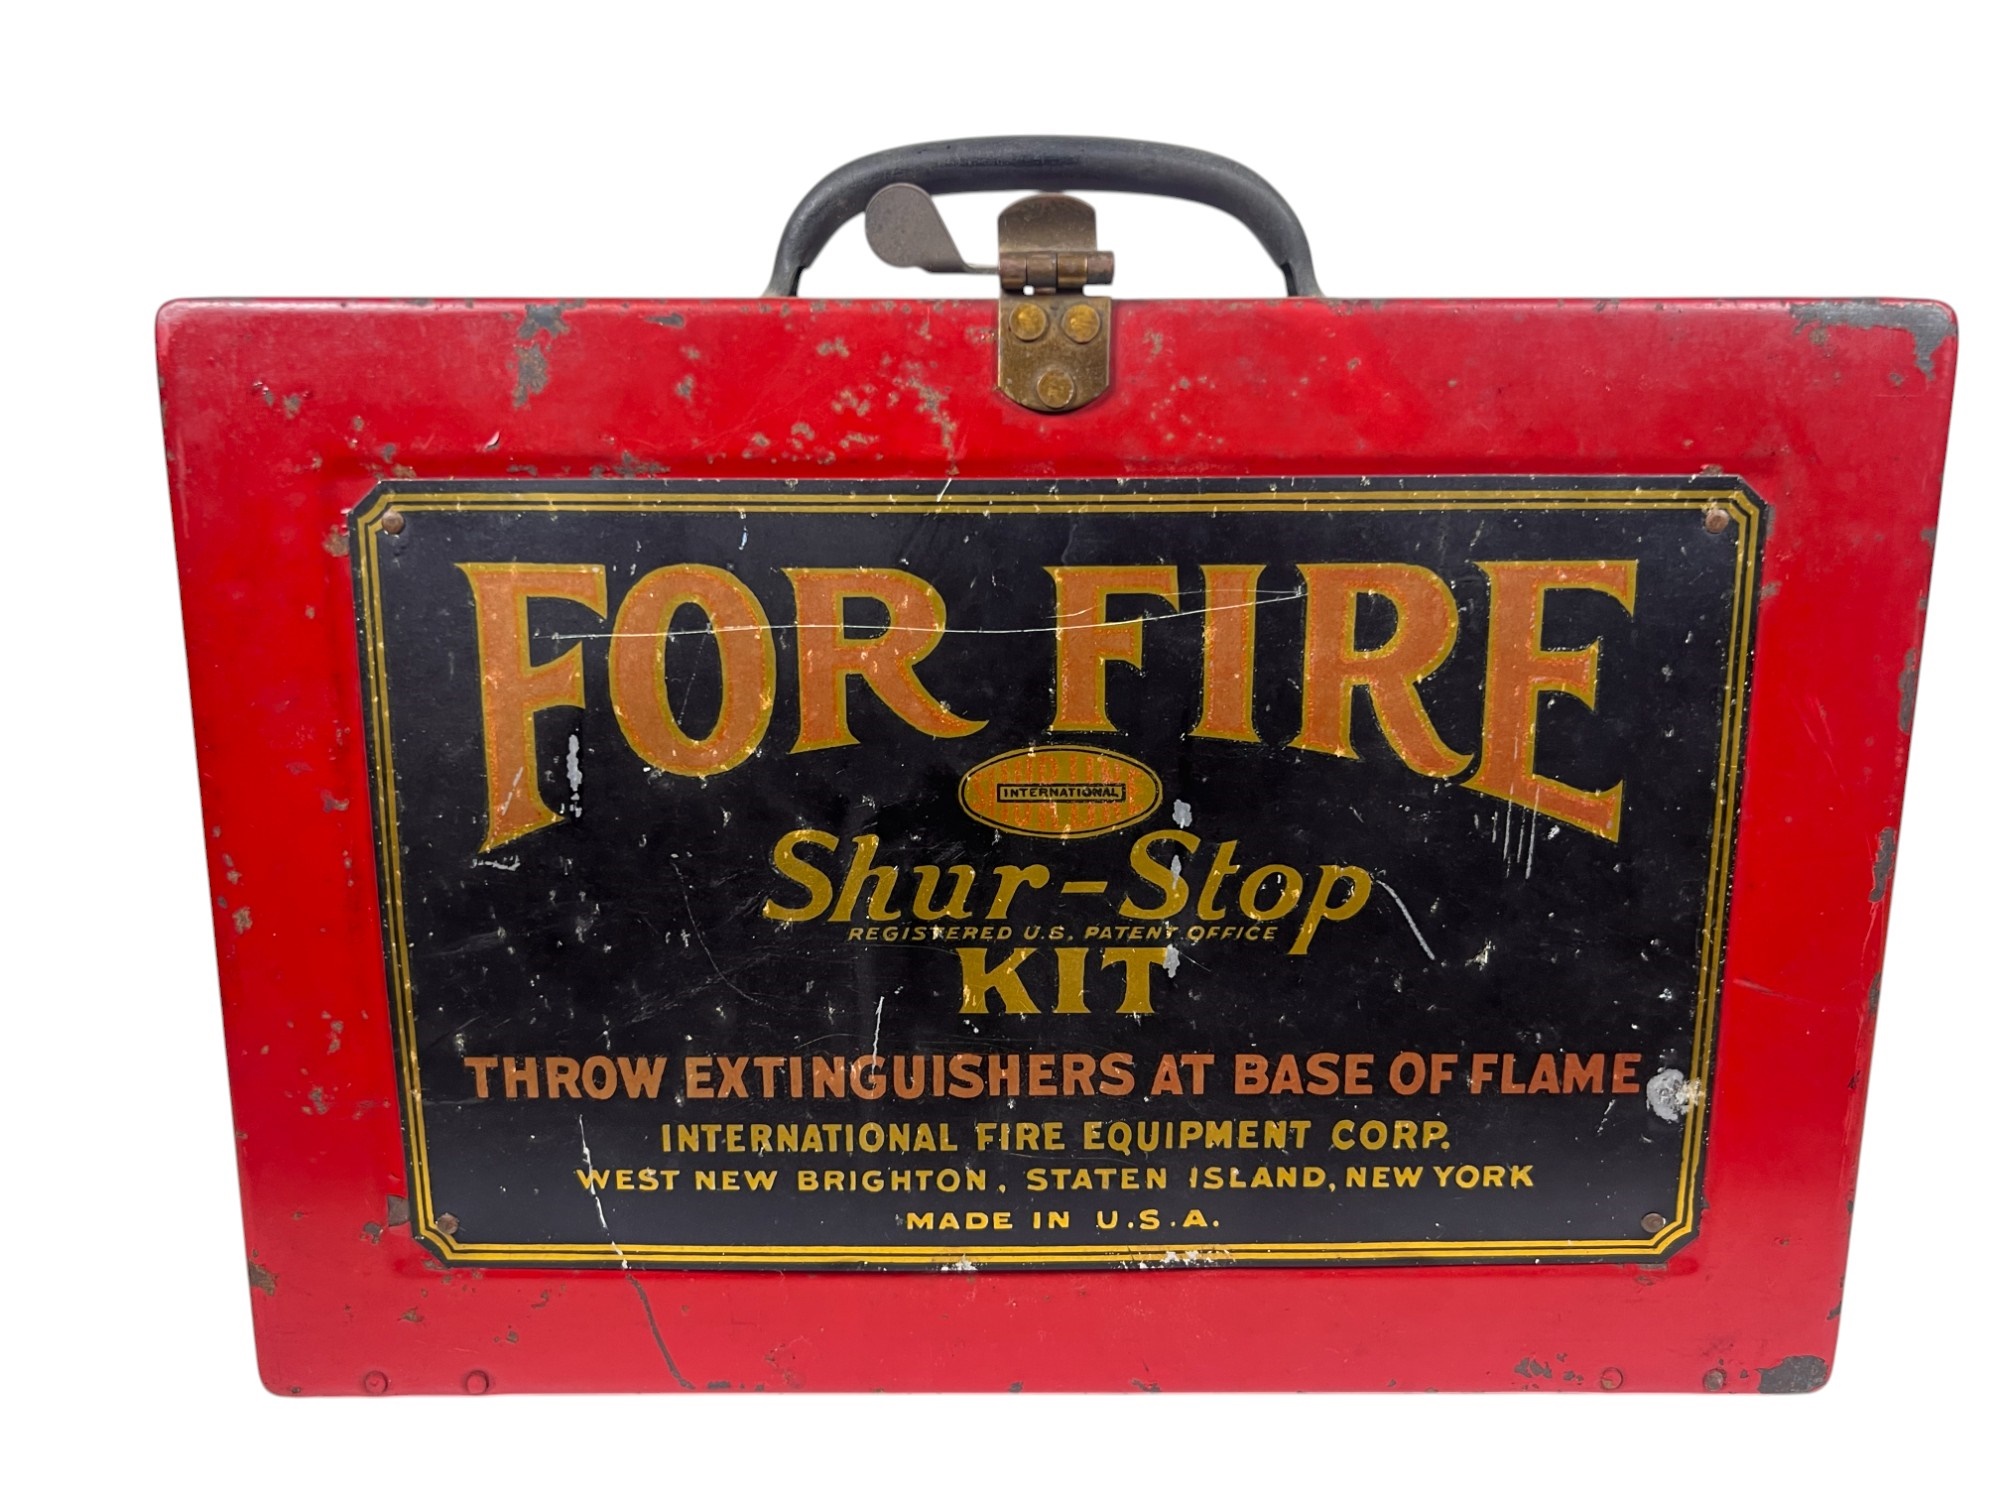 FOR FIRE
INTERNATIONAL
Shur-Stop
REGISTERED U.S. PATENT OFFICE
KIT
THROW EXTINGUISHERS AT BASE OF FLAME
INTERNATIONAL FIRE EQUIPMENT CORP.
WEST NEW BRIGHTON, STATEN ISLAND, NEW YORK
MADE IN U.S.A.